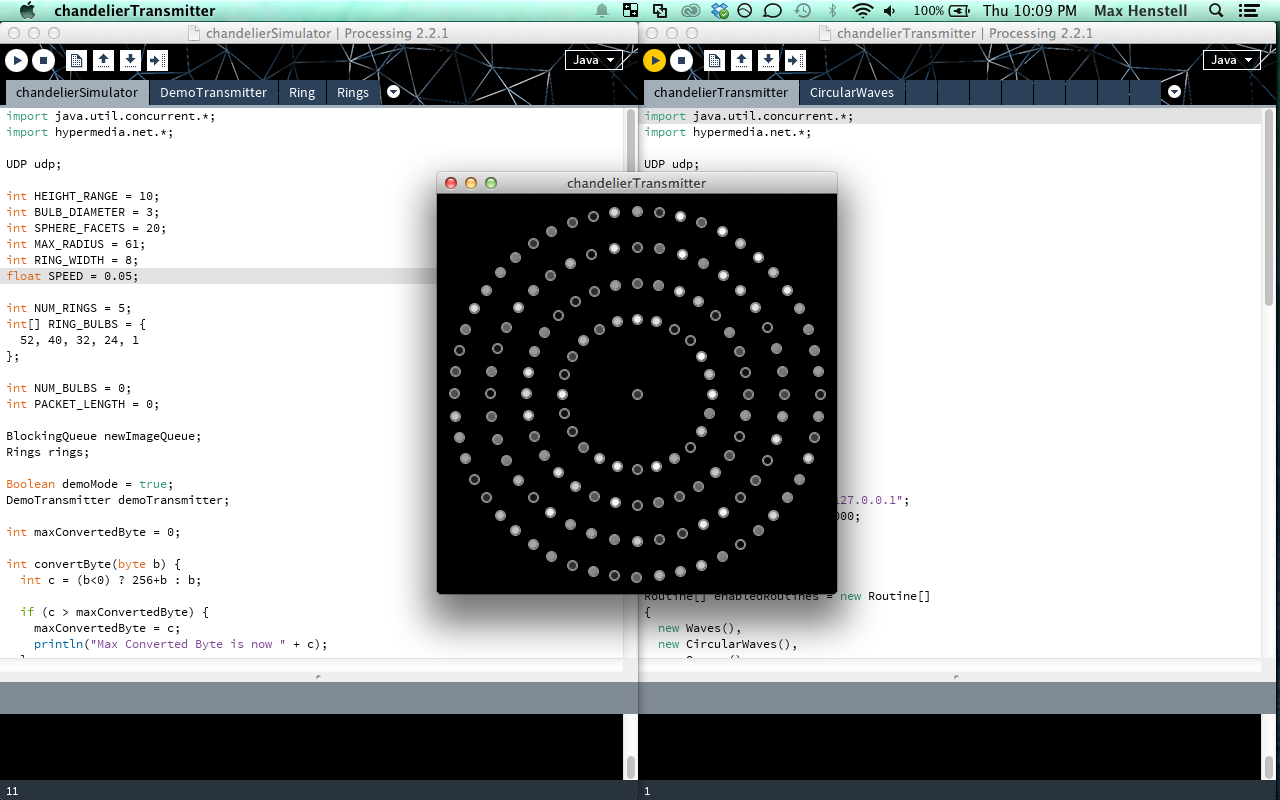 chandelierTransmitter
100%
Thu 10:09 PM
Max Henstell
chandelierSimulator | Processing 2.2.1
Java
chandelierSimulator
DemoTransmitter
Ring
Rings
import java.util.concurrent.*;
import hypermedia.net.*;
UDP udp;
int HEIGHT_RANGE = 10;
int BULB_DIAMETER = 3;
int SPHERE_FACETS = 20;
int MAX_RADIUS = 61;
int RING_WIDTH = 8;
float SPEED = 0.05;
int NUM_RINGS = 5;
int[] RING_BULBS = {
52, 40, 32, 24, 1
};
int NUM_BULBS = 0;
int PACKET_LENGTH = 0;
BlockingQueue newImageQueue;
Rings rings;
Boolean demoMode = true;
DemoTransmitter demoTransmitter;
int maxConvertedByte = 0;
int convertByte(byte b) {
int c = (b<0) ? 256+b : b;
if (c > maxConvertedByte) {
maxConvertedByte = c;
println("Max Converted Byte is now " + c);
11
chandelierTransmitter
chandelierTransmitter | Processing 2.2.1
Java
chandelierTransmitter
CircularWaves
import java.util.concurrent.*;
import hypermedia.net.*;
UDP udp;
27.0.0.1";
00;
Routine[] enabledRoutines = new Routine[]
{
new Waves(),
new CircularWaves(),
1